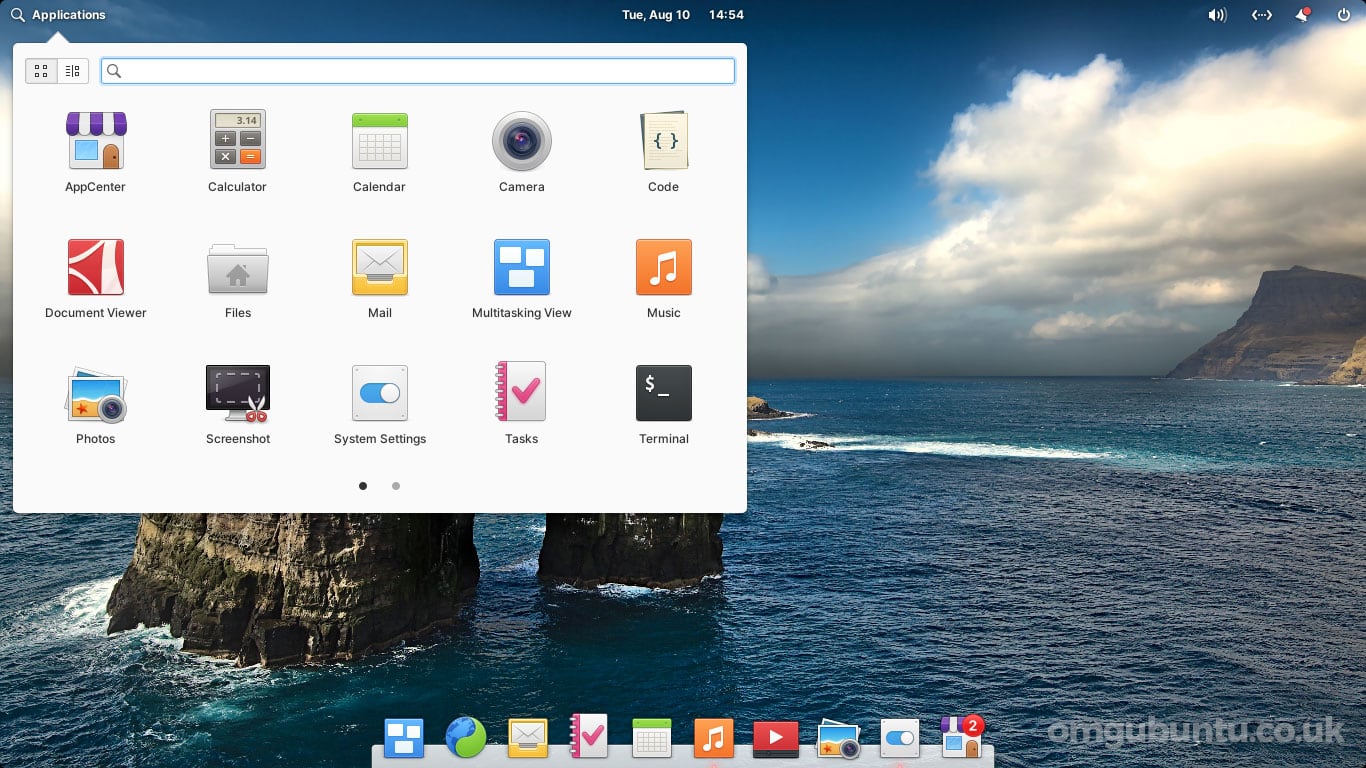 Applications
Tue, Aug 10 14:54
3.14
AppCenter Calculator Calendar Camera Code
Document Viewer Files Mail Multitasking View Music
$_
Photos Screenshot System Settings Tasks Terminal
2
omgubuntu.co.uk